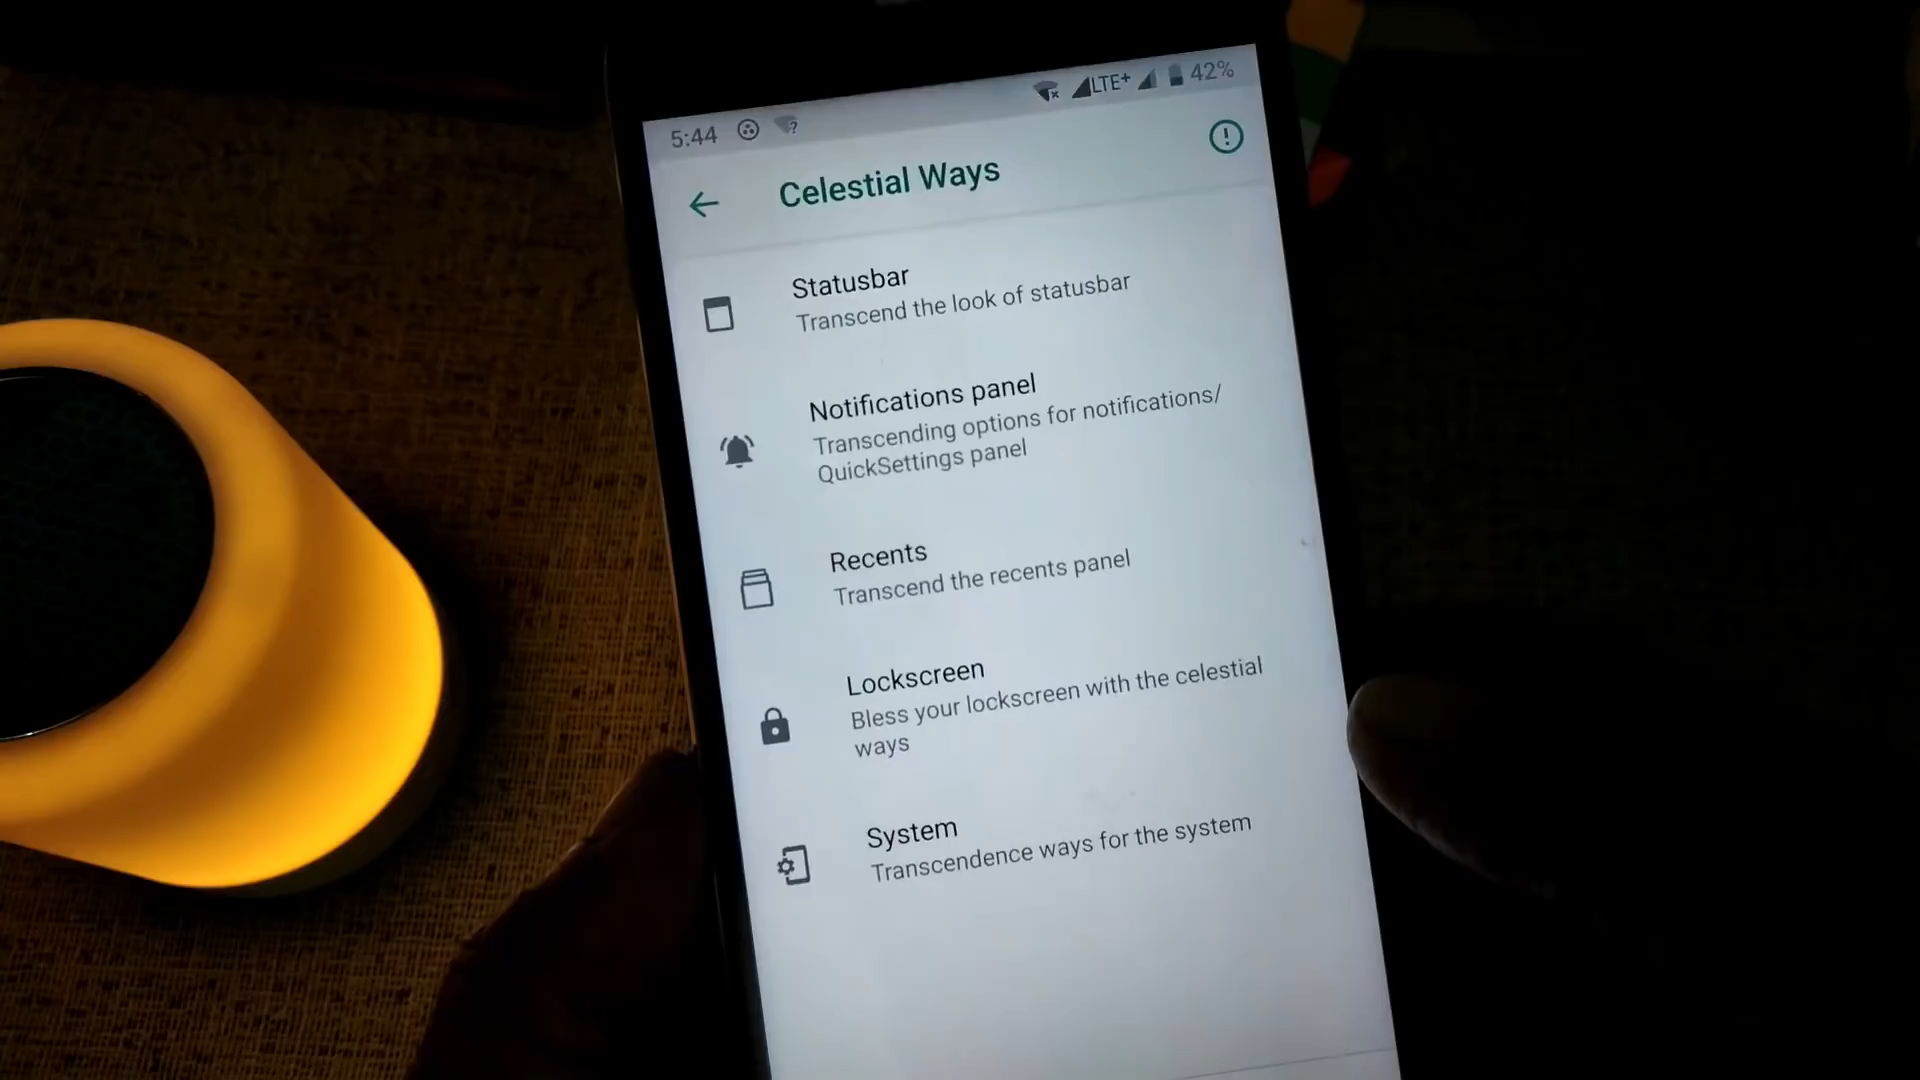 5:44
? LTE+ 42%
Celestial Ways
Statusbar
Transcend the look of statusbar
Notifications panel
Transcending options for notifications/
QuickSettings panel
Recents
Transcend the recents panel
Lockscreen
Bless your lockscreen with the celestial
ways
System
Transcendence ways for the system